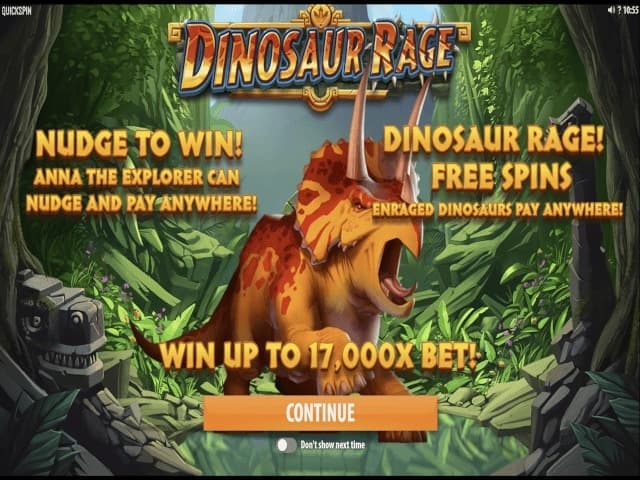 QUICKSPIN
? 10:55
DINOSAUR RAGE
NUDGE TO WIN!
ANNA THE EXPLORER CAN
NUDGE AND PAY ANYWHERE!
DINOSAUR RAGE!
FREE SPINS
ENRAGED DINOSAURS PAY ANYWHERE!
WIN UP TO 17,000X BET!
CONTINUE
Don't show next time